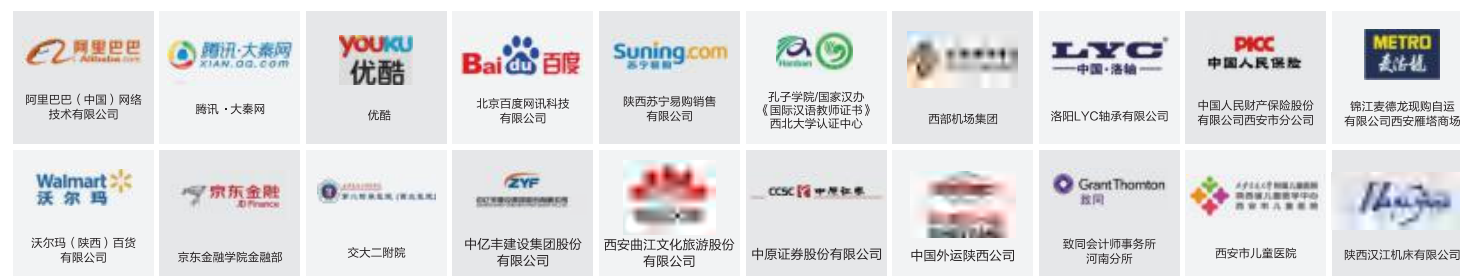 阿里巴巴
Alibaba.com
阿里巴巴（中国）网络
技术有限公司
腾讯·大秦网
XIAN.QQ.COM
腾讯·大秦网
YOUKU
优酷
优酷
Bai du 百度
北京百度网讯科技
有限公司
Suning.com
苏宁易购
陕西苏宁易购销售
有限公司
Hanban
孔子学院/国家汉办
《国际汉语教师证书》
西北大学认证中心
西部机场集团
LYC
中国·洛轴
洛阳LYC轴承有限公司
PICC
中国人民保险
中国人民财产保险股份
有限公司西安市分公司
METRO
麦德龙
锦江麦德龙现购自运
有限公司西安雁塔商场
Walmart
沃尔玛
沃尔玛（陕西）百货
有限公司
京东金融
JD Finance
京东金融学院金融部
交大二附院
ZYF
中亿丰建设集团股份
有限公司
西安曲江文化旅游股份
有限公司
CCSC 中原证券
中原证券股份有限公司
中国外运陕西公司
Grant Thornton
致同
致同会计师事务所
河南分所
西安市儿童医院
西安市儿童医院
陕西汉江机床有限公司